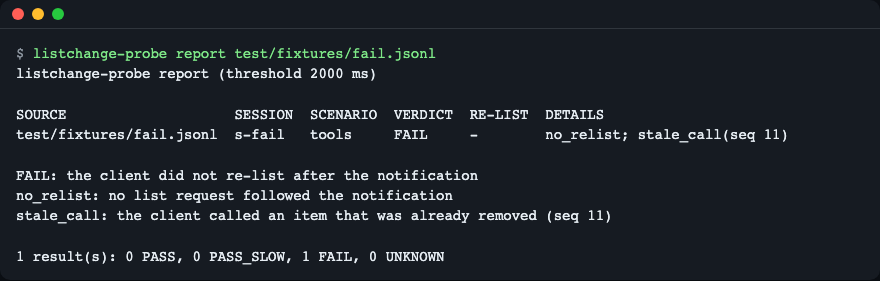 $ listchange-probe report test/fixtures/fail.jsonl
listchange-probe report (threshold 2000 ms)
SOURCE SESSION SCENARIO VERDICT RE-LIST DETAILS
test/fixtures/fail.jsonl s-fail tools FAIL - no_relist; stale_call(seq 11)
FAIL: the client did not re-list after the notification
no_relist: no list request followed the notification
stale_call: the client called an item that was already removed (seq 11)
1 result(s): 0 PASS, 0 PASS_SLOW, 1 FAIL, 0 UNKNOWN